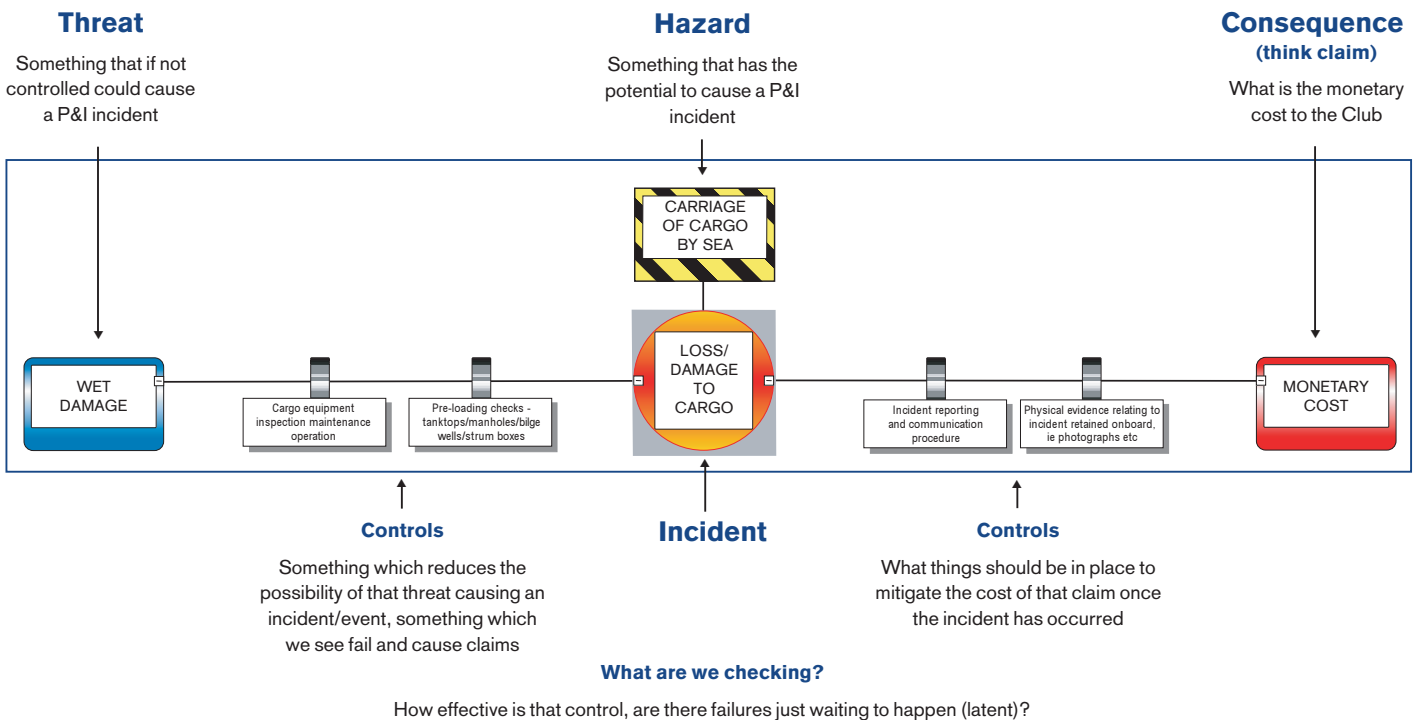 Threat
Something that if not
controlled could cause
a P&I incident
Hazard
Something that has the
potential to cause a P&I
incident
Consequence
(think claim)
What is the monetary
cost to the Club
CARRIAGE
OF CARGO
BY SEA
WET
DAMAGE
Cargo equipment
inspection maintenance
operation
Pre-loading checks -
tanktops/manholes/bilge
wells/strum boxes
LOSS/
DAMAGE
TO
CARGO
Incident reporting
and communication
procedure
Physical evidence relating to
incident retained onboard,
ie photographs etc
MONETARY
COST
Controls
Something which reduces the
possibility of that threat causing an
incident/event, something which
we see fail and cause claims
Incident
Controls
What things should be in place to
mitigate the cost of that claim once
the incident has occurred
What are we checking?
How effective is that control, are there failures just waiting to happen (latent)?